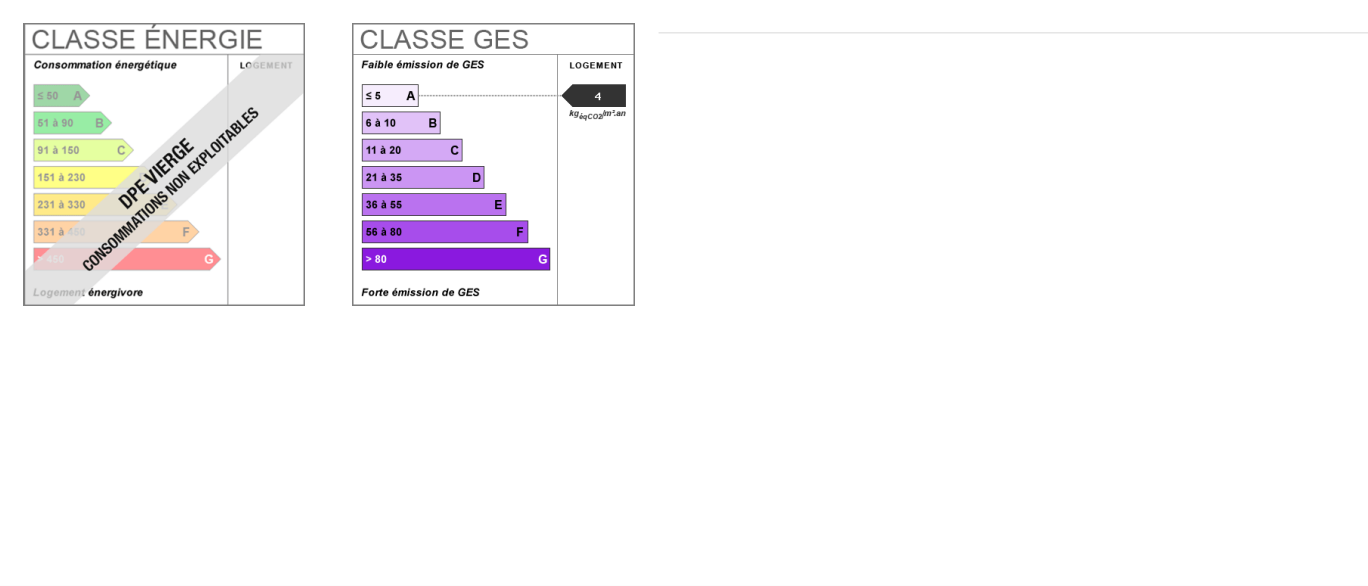 CLASSE ÉNERGIE
Consommation énergétique
LOGEMENT
≤ 50 A
51 à 90 B
91 à 150 C
151 à 230
231 à 330
331 à 450 F
> 450 G
Logement énergivore
DPE VIERGE
CONSOMMATIONS NON EXPLOITABLES
CLASSE GES
Faible émission de GES
LOGEMENT
≤ 5 A
4
kgéqCO2/m².an
6 à 10 B
11 à 20 C
21 à 35 D
36 à 55 E
56 à 80 F
> 80 G
Forte émission de GES